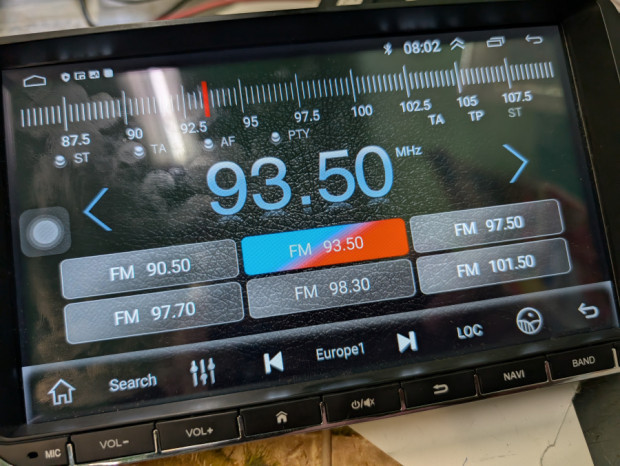 08:02
87.5 90 92.5 95 97.5 100 102.5 105 107.5
ST TA AF PTY TA TP ST
93.50 MHz
FM 90.50 FM 93.50 FM 97.50
FM 97.70 FM 98.30 FM 101.50
Search Europe1 LOC
MIC VOL- VOL+ NAVI BAND